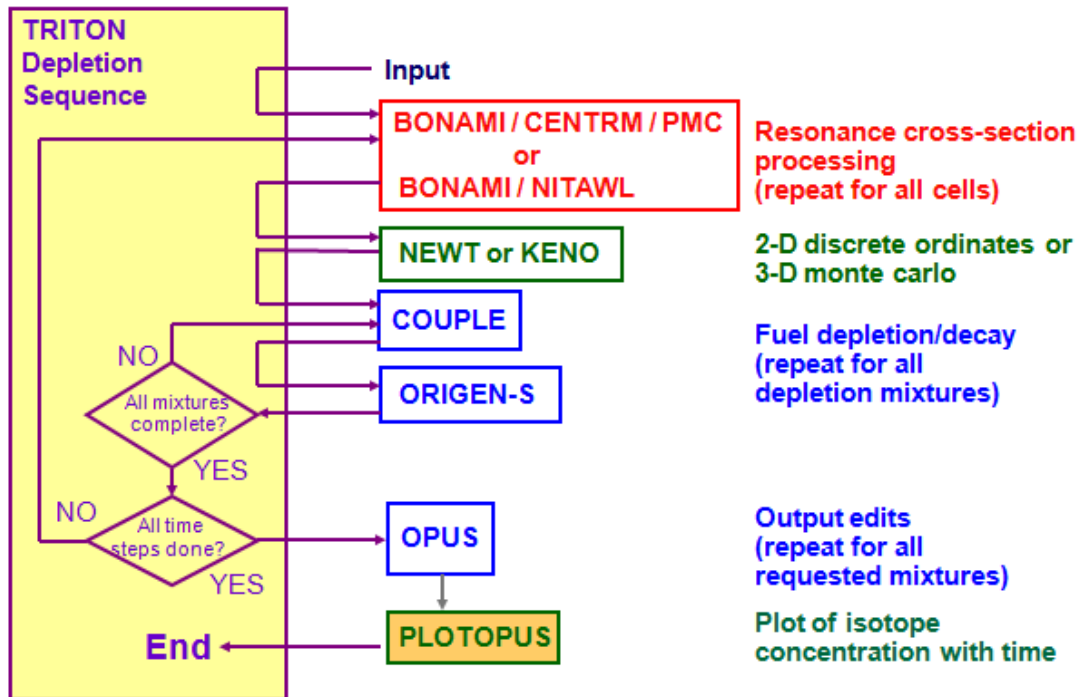 TRITON
Depletion
Sequence
Input
BONAMI / CENTRM / PMC
or
BONAMI / NITAWL
Resonance cross-section
processing
(repeat for all cells)
NEWT or KENO
2-D discrete ordinates or
3-D monte carlo
COUPLE
Fuel depletion/decay
(repeat for all
depletion mixtures)
NO
ORIGEN-S
All mixtures
complete?
YES
NO
All time
steps done?
YES
OPUS
Output edits
(repeat for all
requested mixtures)
PLOTOPUS
Plot of isotope
concentration with time
End